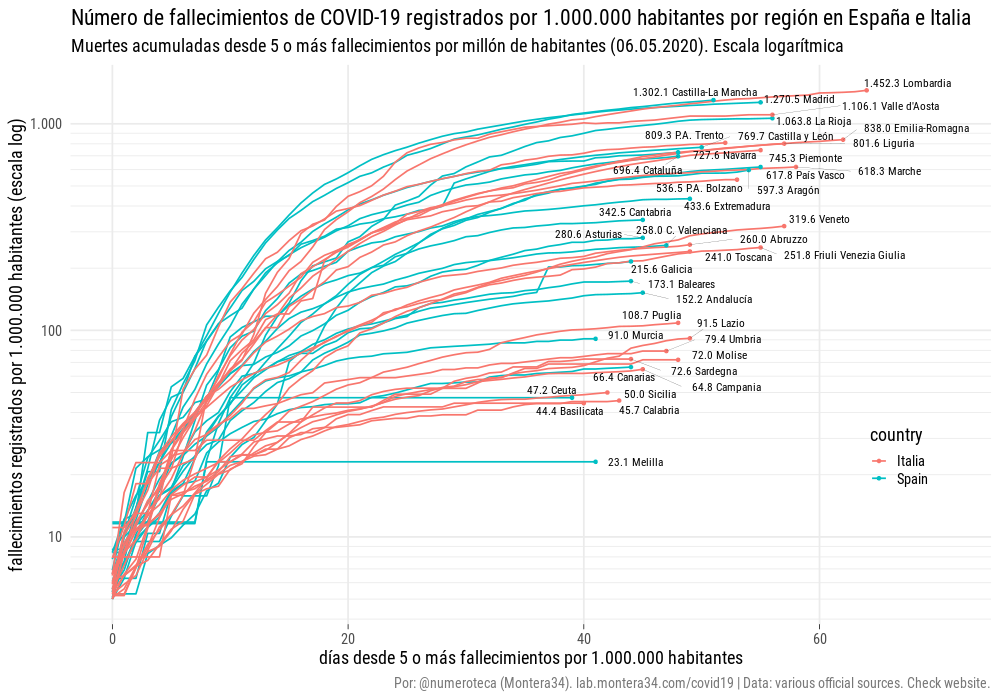 Número de fallecimientos de COVID-19 registrados por 1.000.000 habitantes por región en España e Italia
Muertes acumuladas desde 5 o más fallecimientos por millón de habitantes (06.05.2020). Escala logarítmica
fallecimientos registrados por 1.000.000 habitantes (escala log)
1.000
100
10
1.452.3 Lombardia
1.302.1 Castilla-La Mancha
1.270.5 Madrid
1.106.1 Valle d'Aosta
1.063.8 La Rioja
838.0 Emilia-Romagna
809.3 P.A. Trento
769.7 Castilla y León
801.6 Liguria
727.6 Navarra
745.3 Piemonte
696.4 Cataluña
617.8 País Vasco
618.3 Marche
536.5 P.A. Bolzano
597.3 Aragón
433.6 Extremadura
342.5 Cantabria
319.6 Veneto
280.6 Asturias
258.0 C. Valenciana
260.0 Abruzzo
241.0 Toscana
251.8 Friuli Venezia Giulia
215.6 Galicia
173.1 Baleares
152.2 Andalucía
108.7 Puglia
91.5 Lazio
91.0 Murcia
79.4 Umbria
72.0 Molise
72.6 Sardegna
66.4 Canarias
64.8 Campania
47.2 Ceuta
50.0 Sicilia
44.4 Basilicata
45.7 Calabria
23.1 Melilla
country
Italia
Spain
0
20
40
60
días desde 5 o más fallecimientos por 1.000.000 habitantes
Por: @numeroteca (Montera34). lab.montera34.com/covid19 | Data: various official sources. Check website.